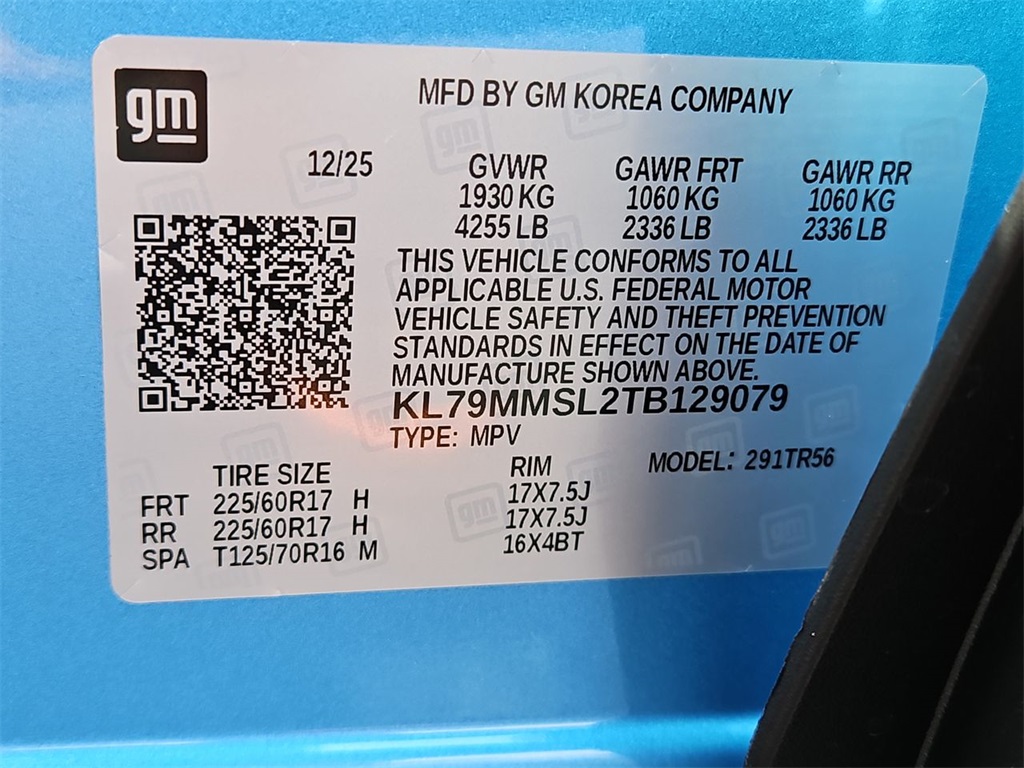 gm
MFD BY GM KOREA COMPANY
12/25 GVWR GAWR FRT GAWR RR
1930 KG 1060 KG 1060 KG
4255 LB 2336 LB 2336 LB
THIS VEHICLE CONFORMS TO ALL
APPLICABLE U.S. FEDERAL MOTOR
VEHICLE SAFETY AND THEFT PREVENTION
STANDARDS IN EFFECT ON THE DATE OF
MANUFACTURE SHOWN ABOVE.
KL79MMSL2TB129079
TYPE: MPV
TIRE SIZE RIM MODEL: 291TR56
FRT 225/60R17 H 17X7.5J
RR 225/60R17 H 17X7.5J
SPA T125/70R16 M 16X4BT